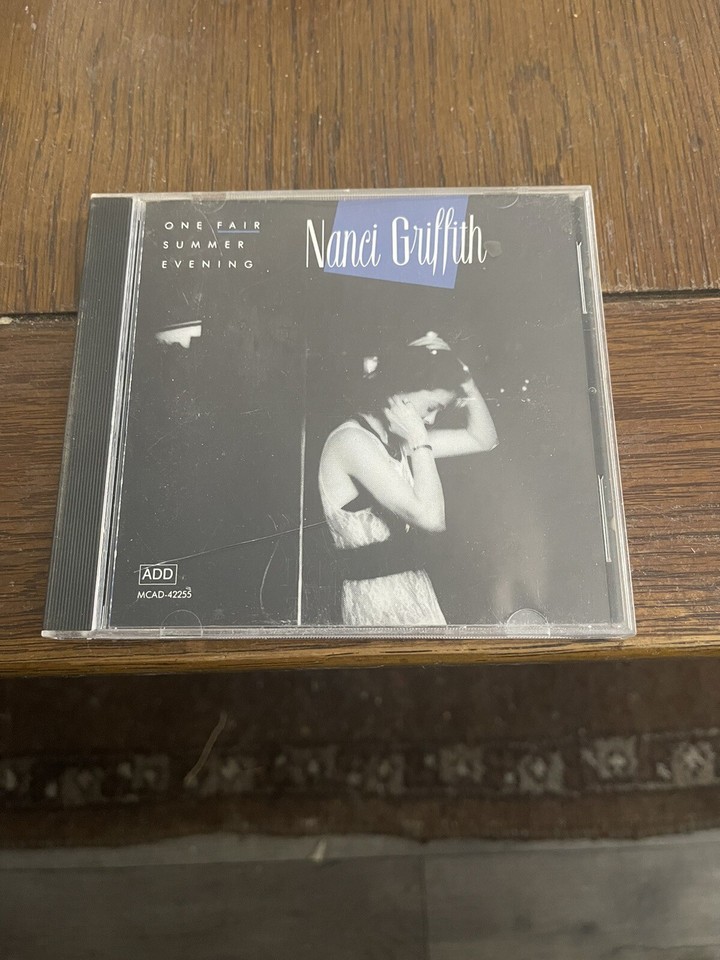 ONE FAIR
SUMMER
EVENING
Nanci Griffith
ADD
MCAD-42255